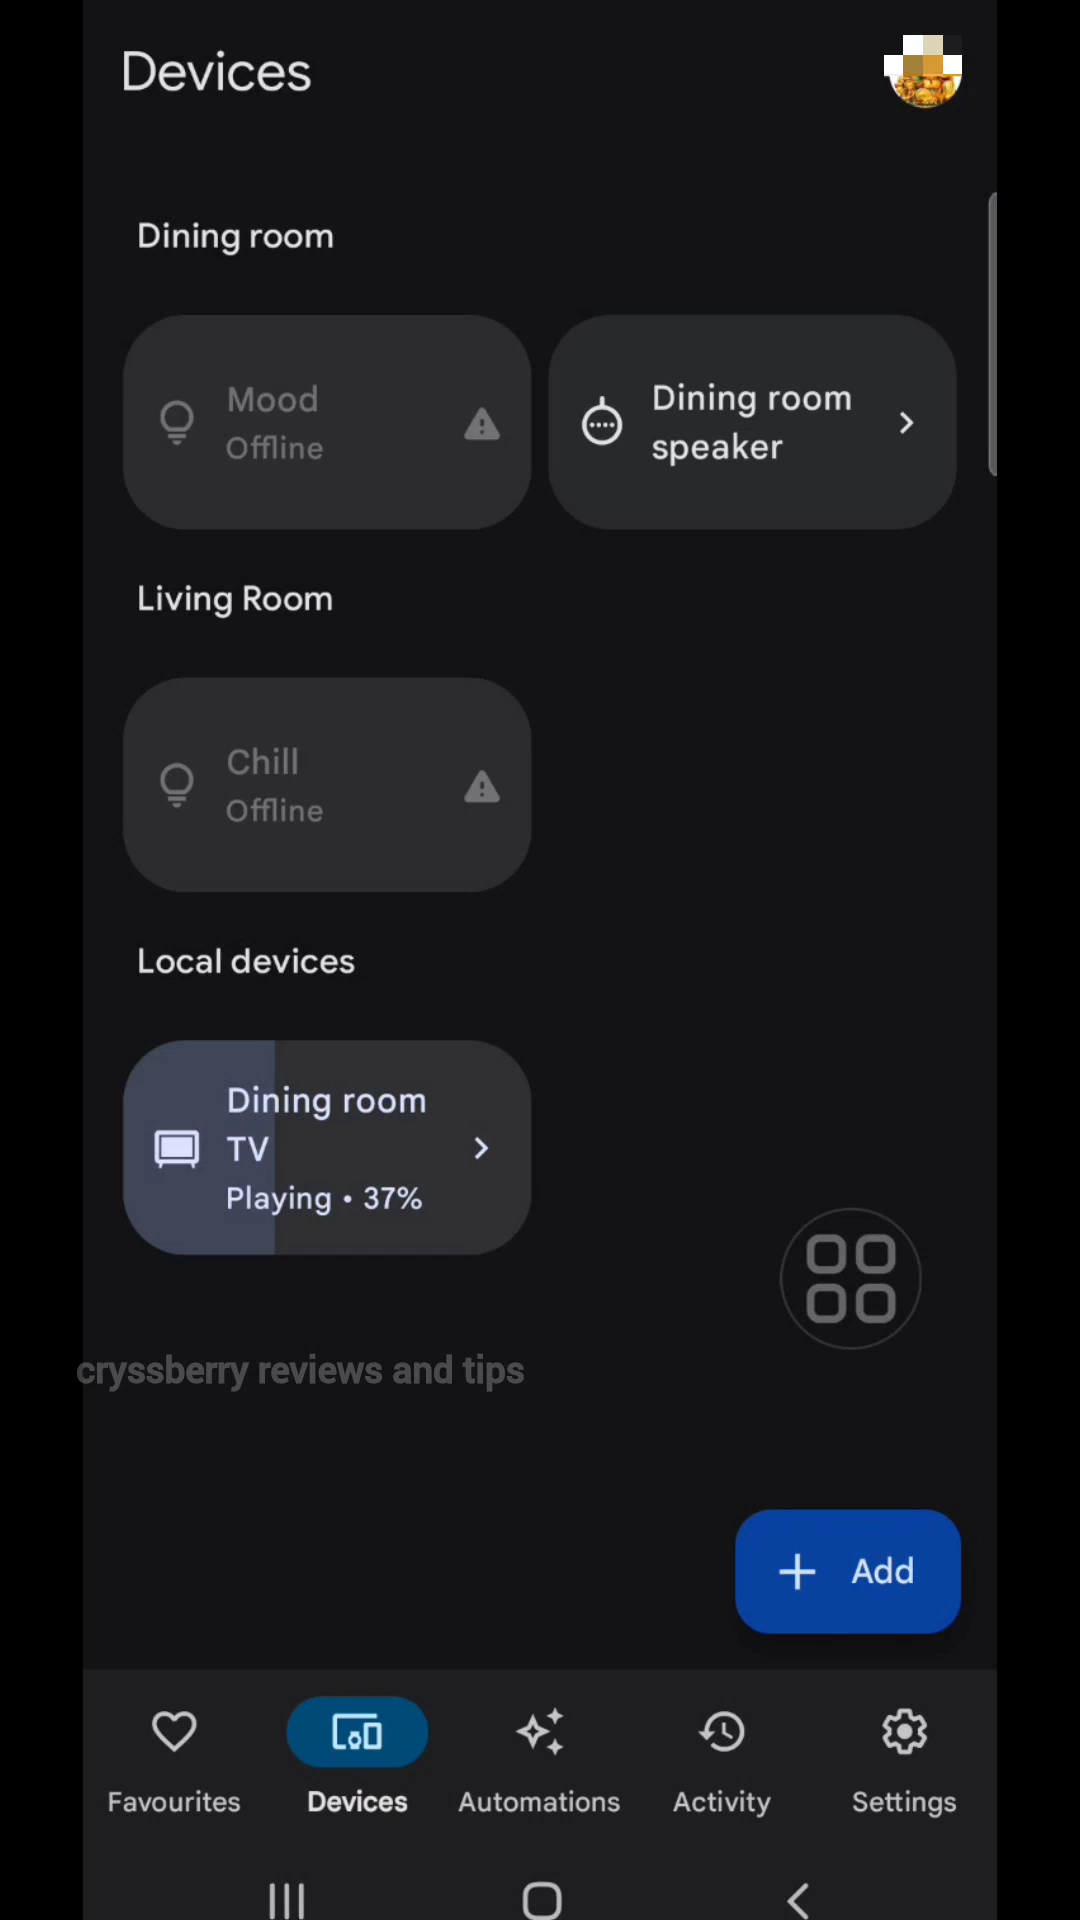 Devices
Dining room
Mood
Offline
Dining room
speaker
Living Room
Chill
Offline
Local devices
Dining room
TV
Playing • 37%
cryssberry reviews and tips
+ Add
Favourites
Devices
Automations
Activity
Settings